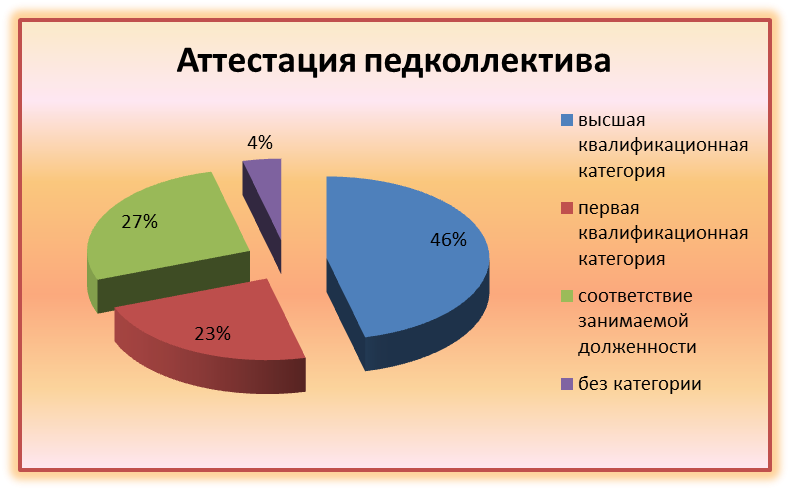 Аттестация педколлектива
4%
27%
46%
23%
высшая
квалификационная
категория
первая
квалификационная
категория
соответствие
занимаемой
долженности
без категории